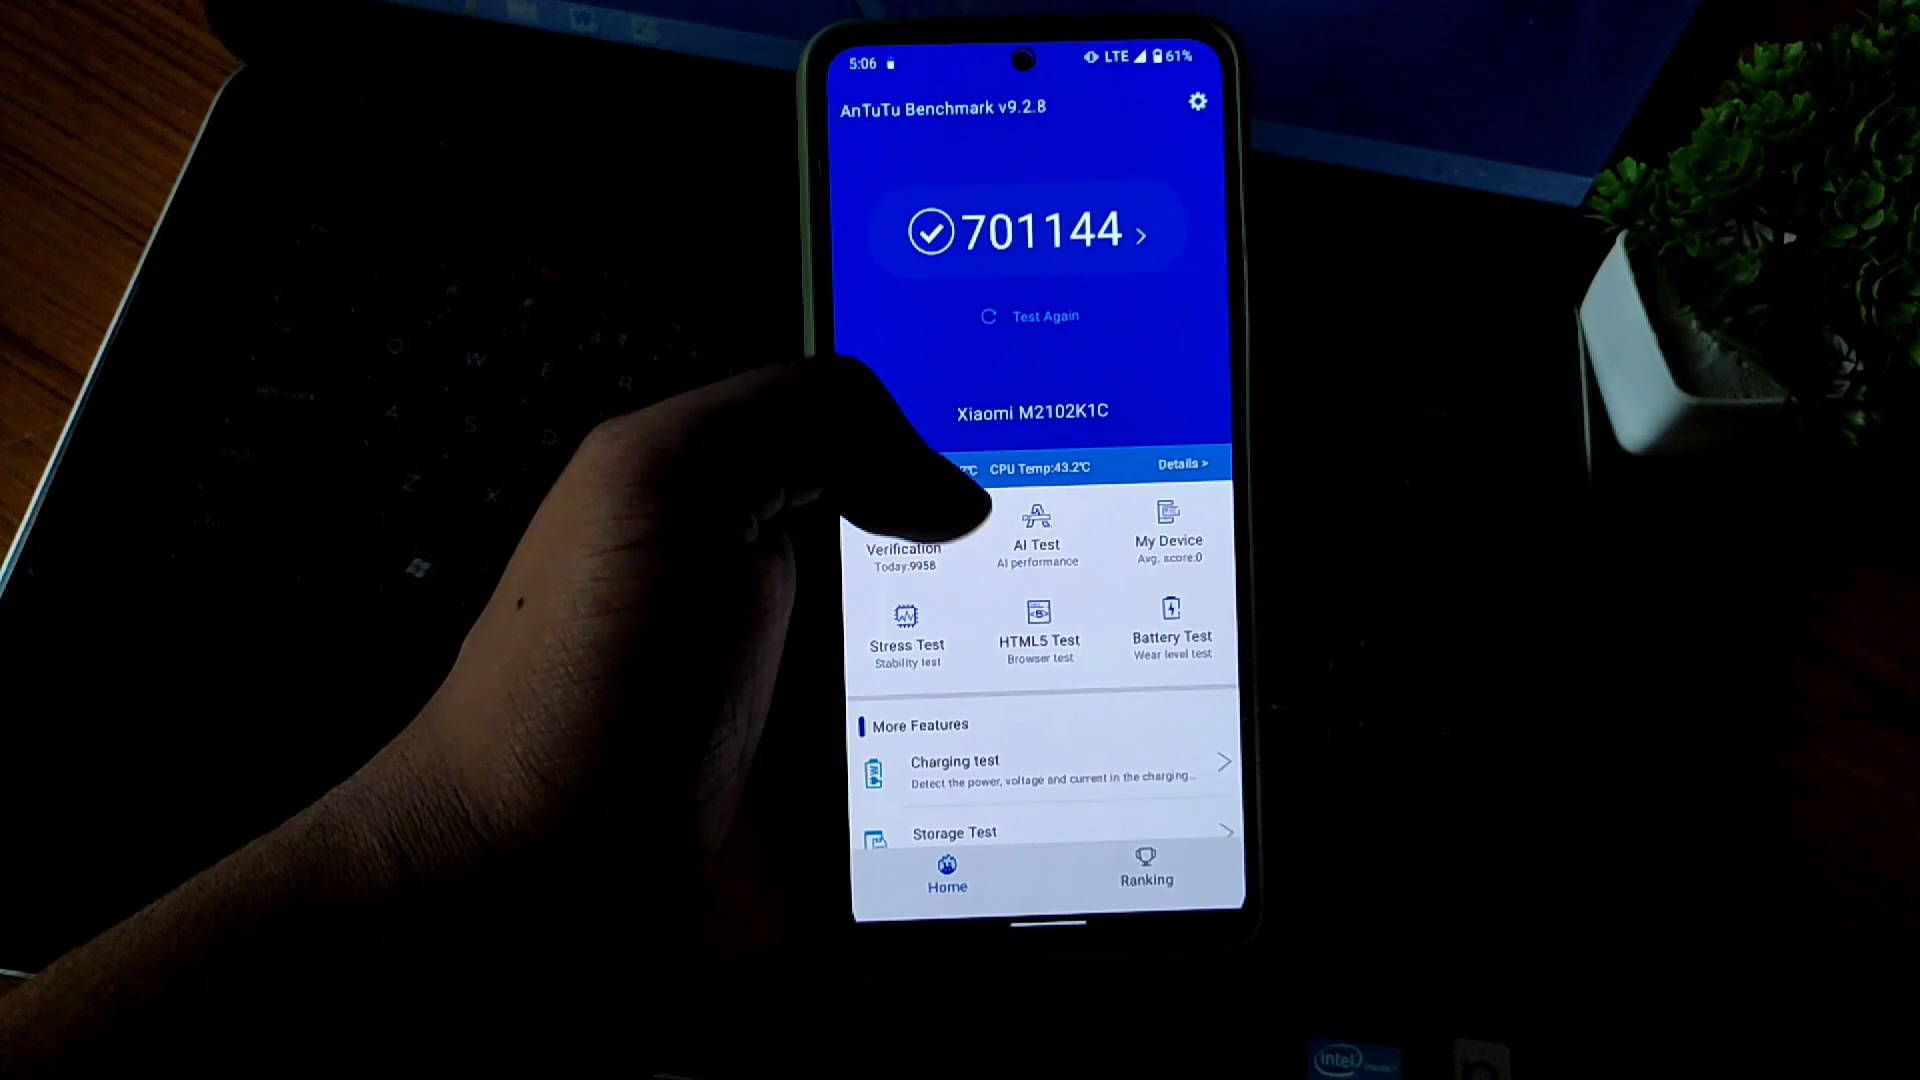 5:06
LTE 61%
AnTuTu Benchmark v9.2.8
701144 >
Test Again
Xiaomi M2102K1C
℃ CPU Temp:43.2℃ Details >
Verification
Today:9958
AI Test
AI performance
My Device
Avg. score:0
Stress Test
Stability test
HTML5 Test
Browser test
Battery Test
Wear level test
More Features
Charging test
Detect the power, voltage and current in the charging...
Storage Test
Home
Ranking
Q
W
E
R
A
S
D
Z
X
intel
inside